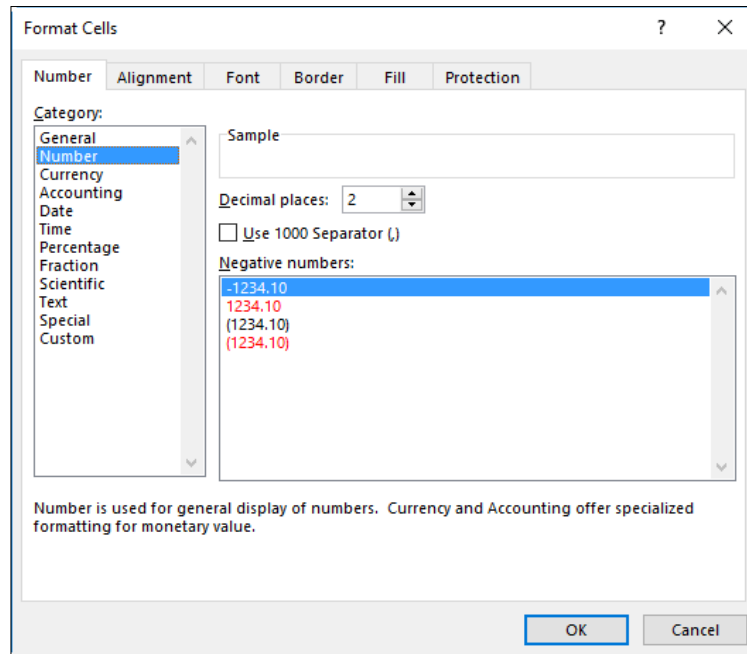 Format Cells ? X
Number Alignment Font Border Fill Protection
Category:
General
Number
Currency
Accounting
Date
Time
Percentage
Fraction
Scientific
Text
Special
Custom
Sample
Decimal places: 2
Use 1000 Separator (,)
Negative numbers:
-1234.10
1234.10
(1234.10)
(1234.10)
Number is used for general display of numbers. Currency and Accounting offer specialized
formatting for monetary value.
OK Cancel